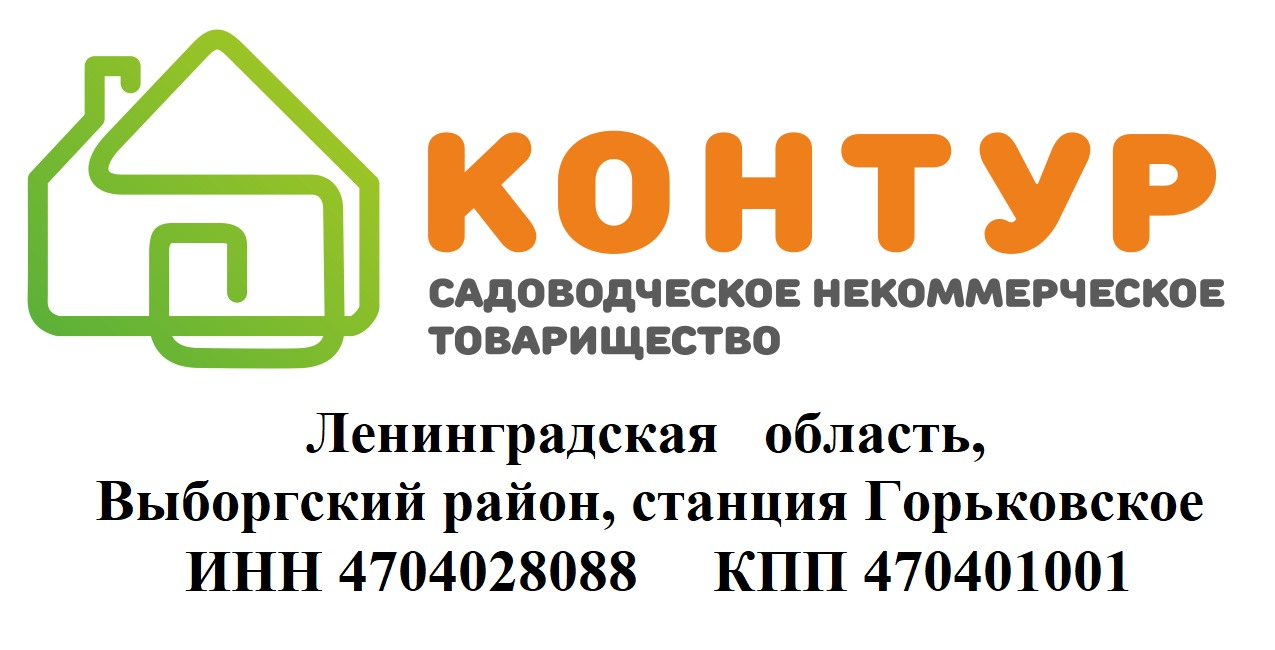 КОНТУР
САДОВОДЧЕСКОЕ НЕКОММЕРЧЕСКОЕ
ТОВАРИЩЕСТВО
Ленинградская область,
Выборгский район, станция Горьковское
ИНН 4704028088 КПП 470401001